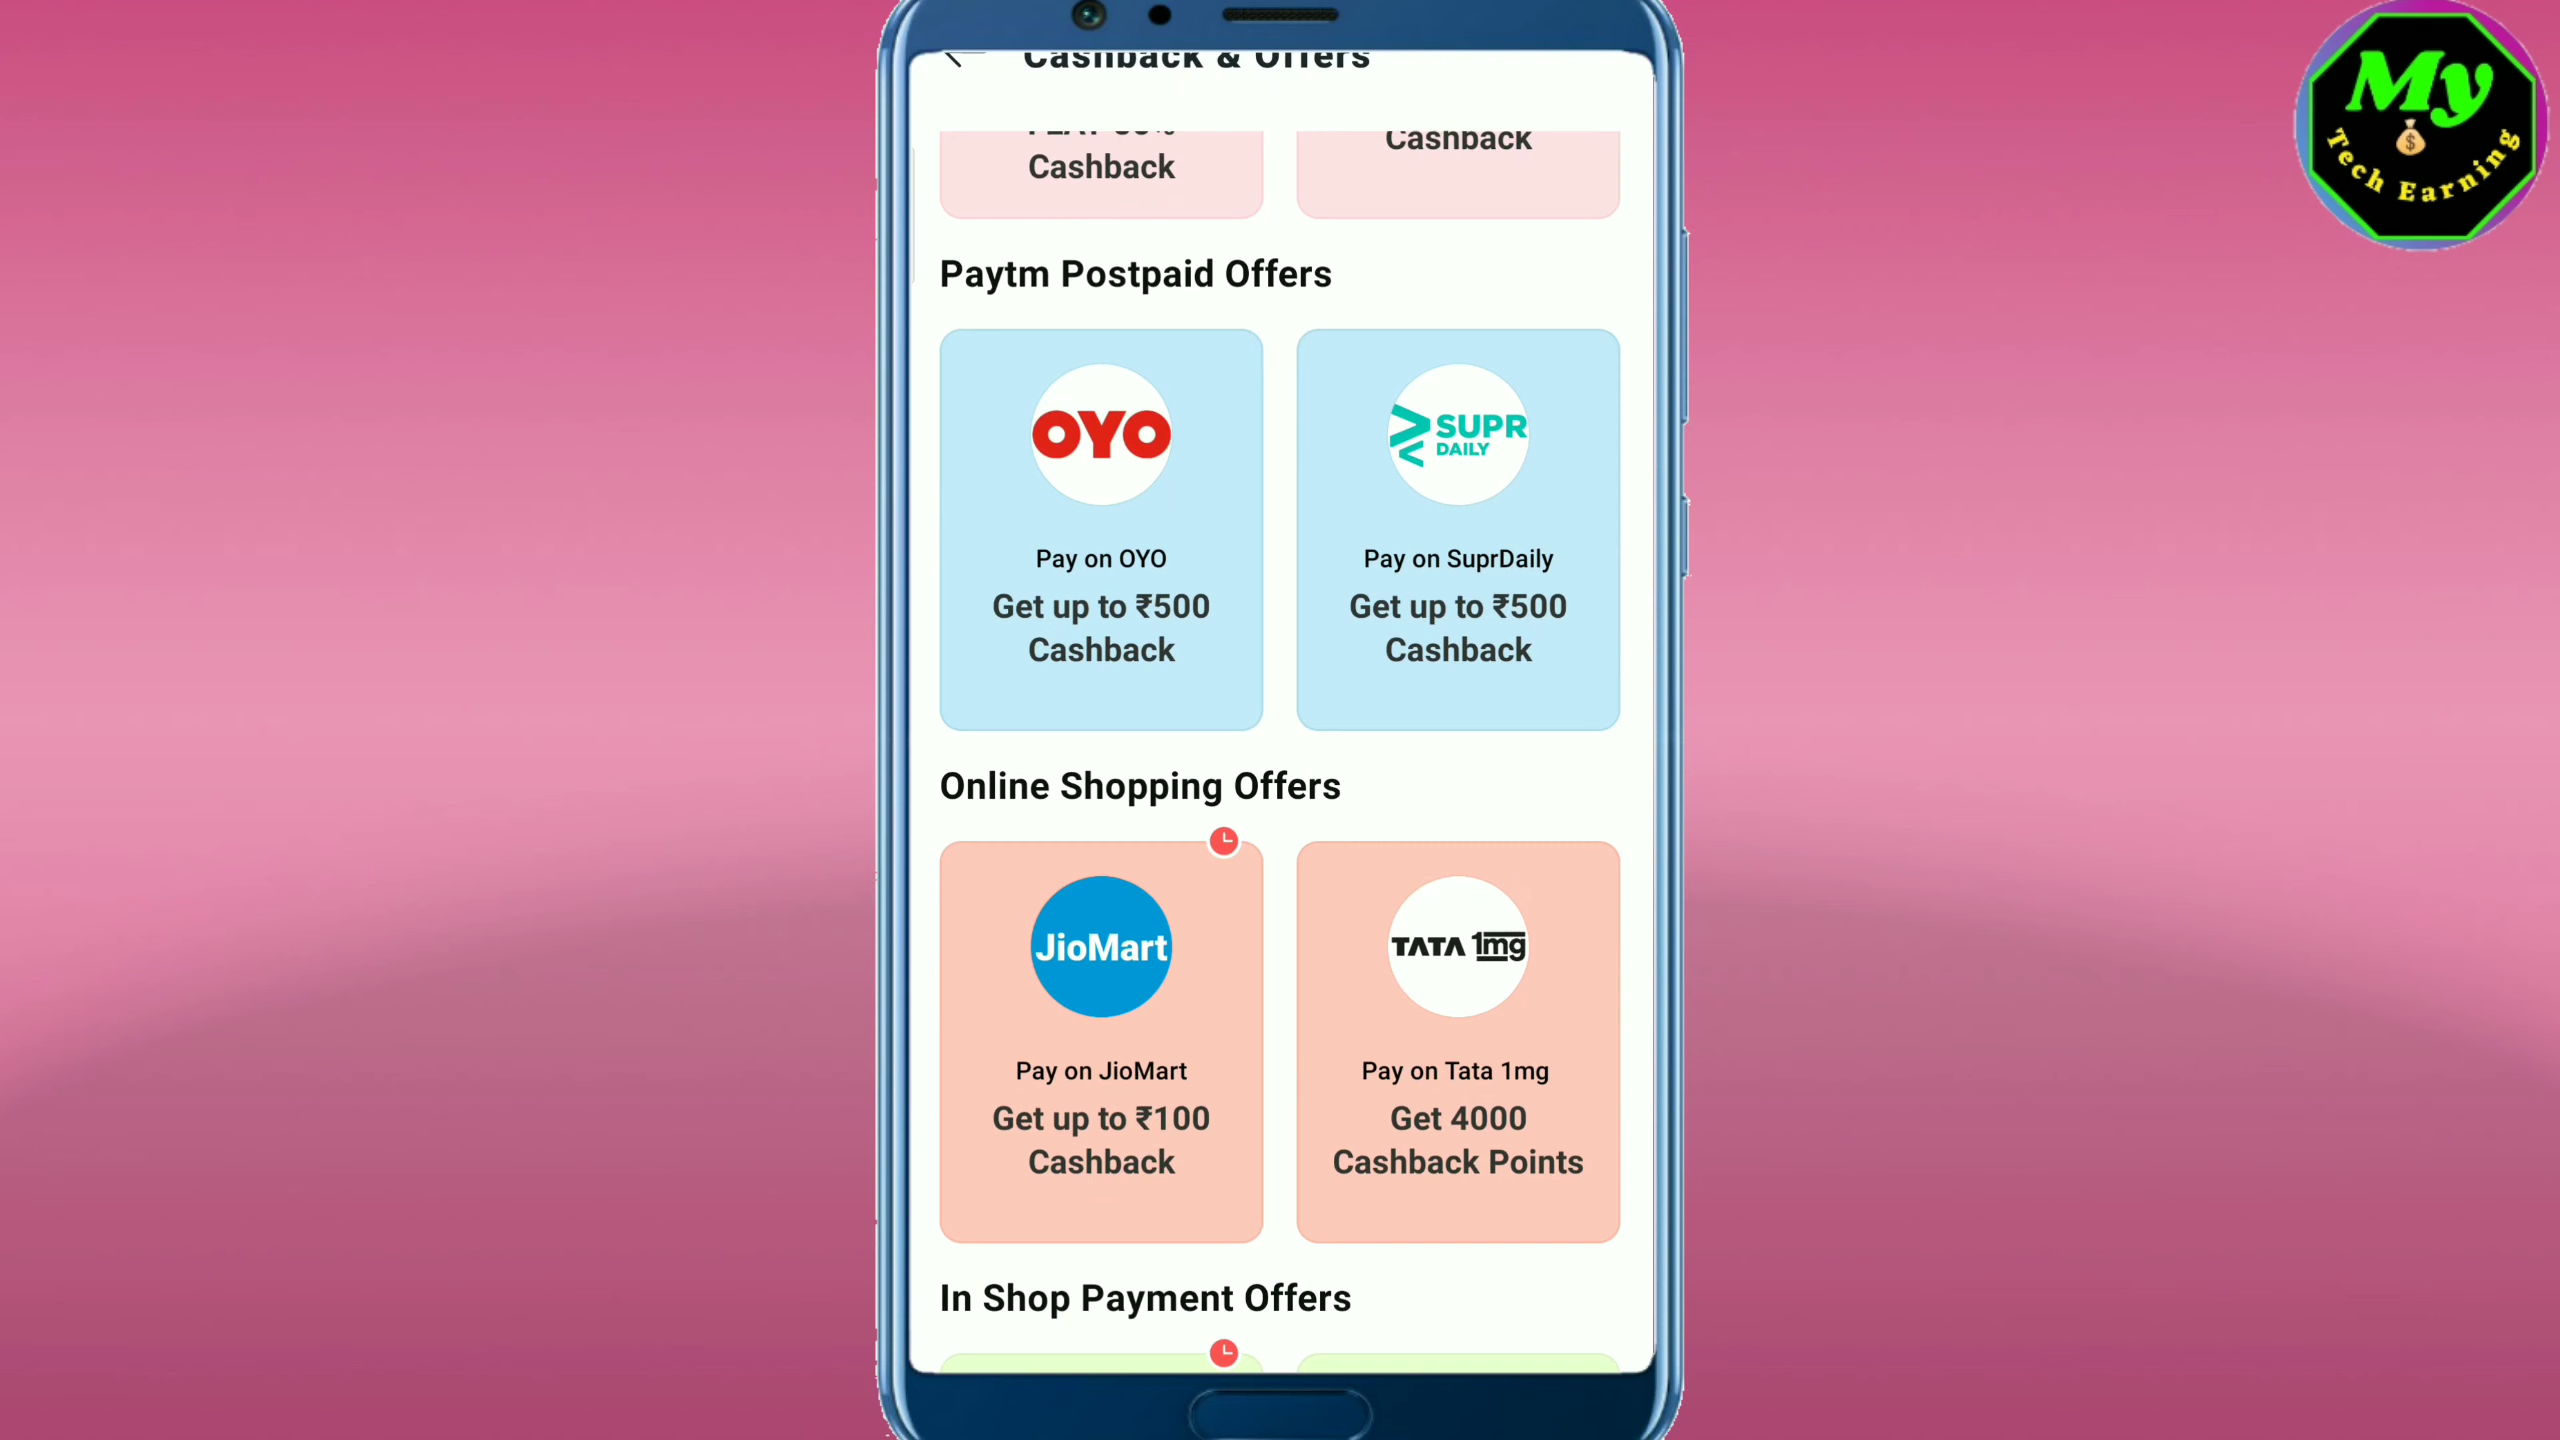 Cashback & Offers
Cashback
Cashback
Paytm Postpaid Offers
OYO
SUPR
DAILY
Pay on OYO
Pay on SuprDaily
Get up to ₹500
Get up to ₹500
Cashback
Cashback
Online Shopping Offers
JioMart
TATA 1mg
Pay on JioMart
Pay on Tata 1mg
Get up to ₹100
Get 4000
Cashback
Cashback Points
In Shop Payment Offers
My
$
Tech Earning